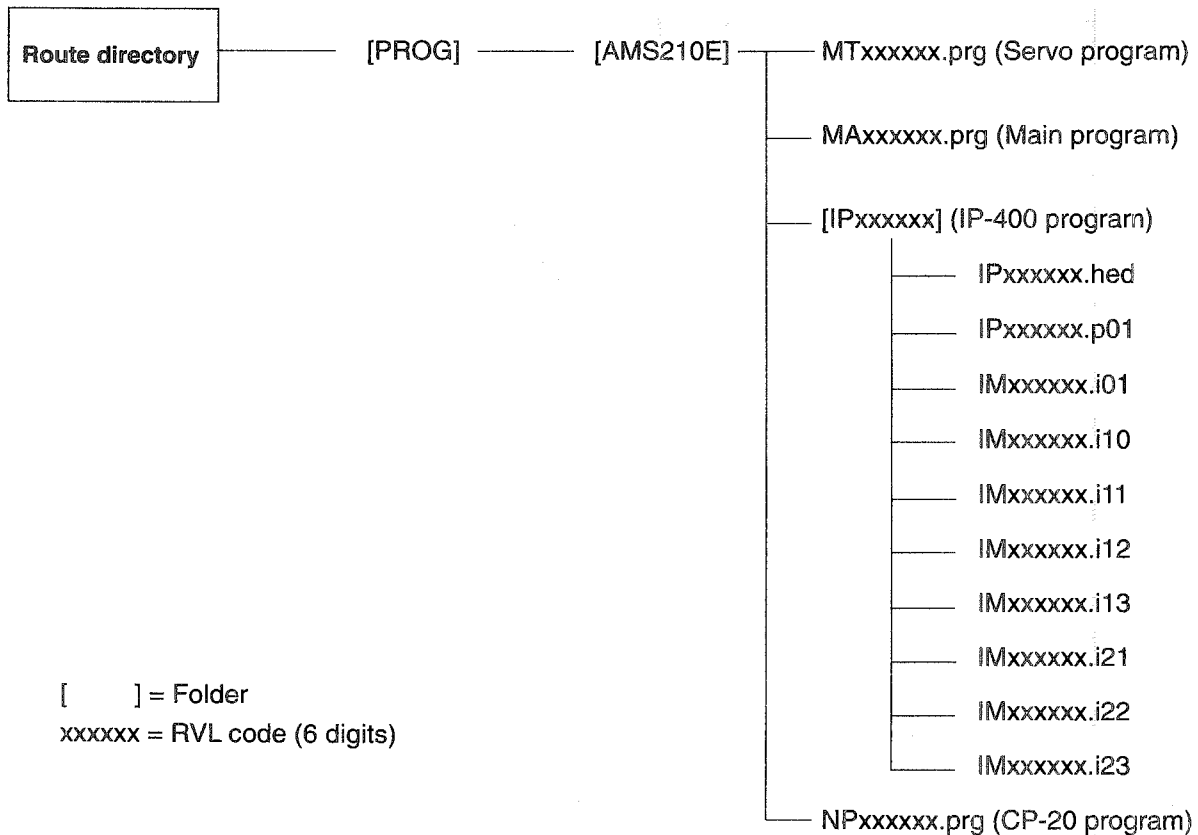 Route directory [PROG] [AMS210E] MTxxxxxx.prg (Servo program)
MAxxxxxx.prg (Main program)
[IPxxxxxx] (IP-400 program)
IPxxxxxx.hed
IPxxxxxx.p01
IMxxxxxx.i01
IMxxxxxx.i10
IMxxxxxx.i11
IMxxxxxx.i12
IMxxxxxx.i13
IMxxxxxx.i21
IMxxxxxx.i22
IMxxxxxx.i23
NPxxxxxx.prg (CP-20 program)
[ ] = Folder
xxxxxx = RVL code (6 digits)